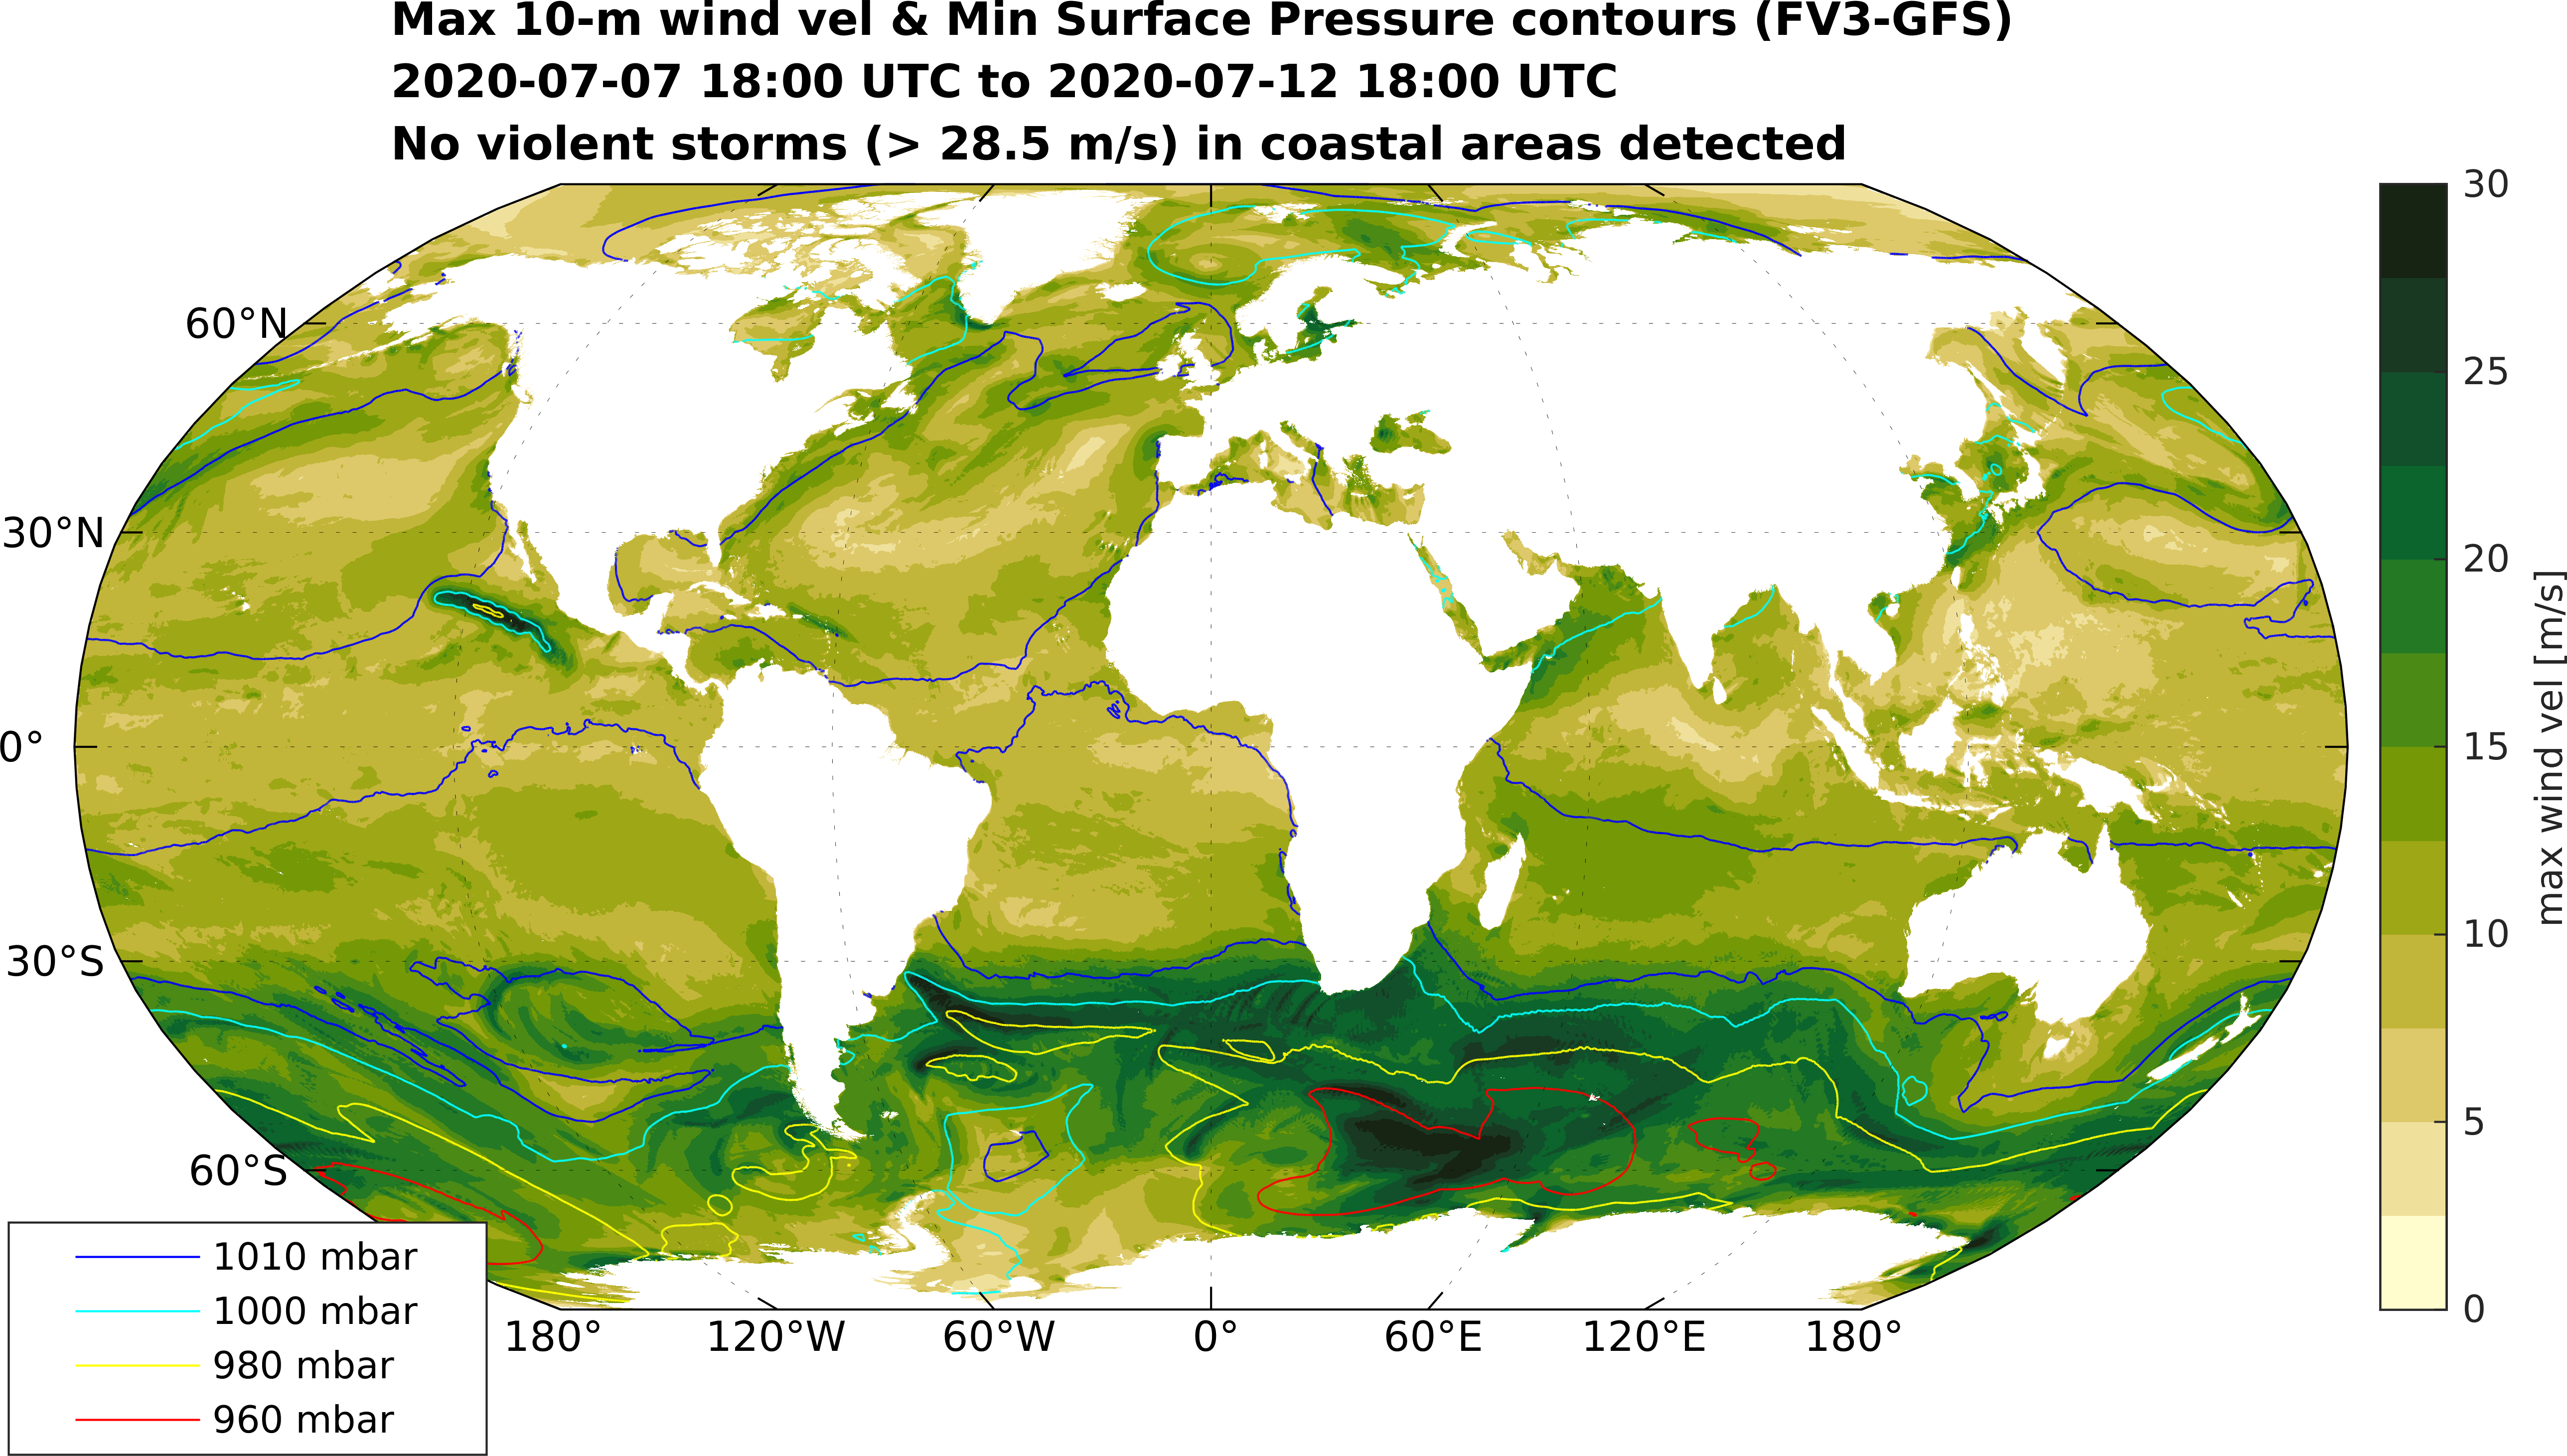 Max 10-m wind vel & Min Surface Pressure contours (FV3-GFS)
2020-07-07 18:00 UTC to 2020-07-12 18:00 UTC
No violent storms (> 28.5 m/s) in coastal areas detected
60°N
30°N
0°
30°S
60°S
180°
120°W
60°W
0°
60°E
120°E
180°
1010 mbar
1000 mbar
980 mbar
960 mbar
30
25
20
15
10
5
0
max wind vel [m/s]